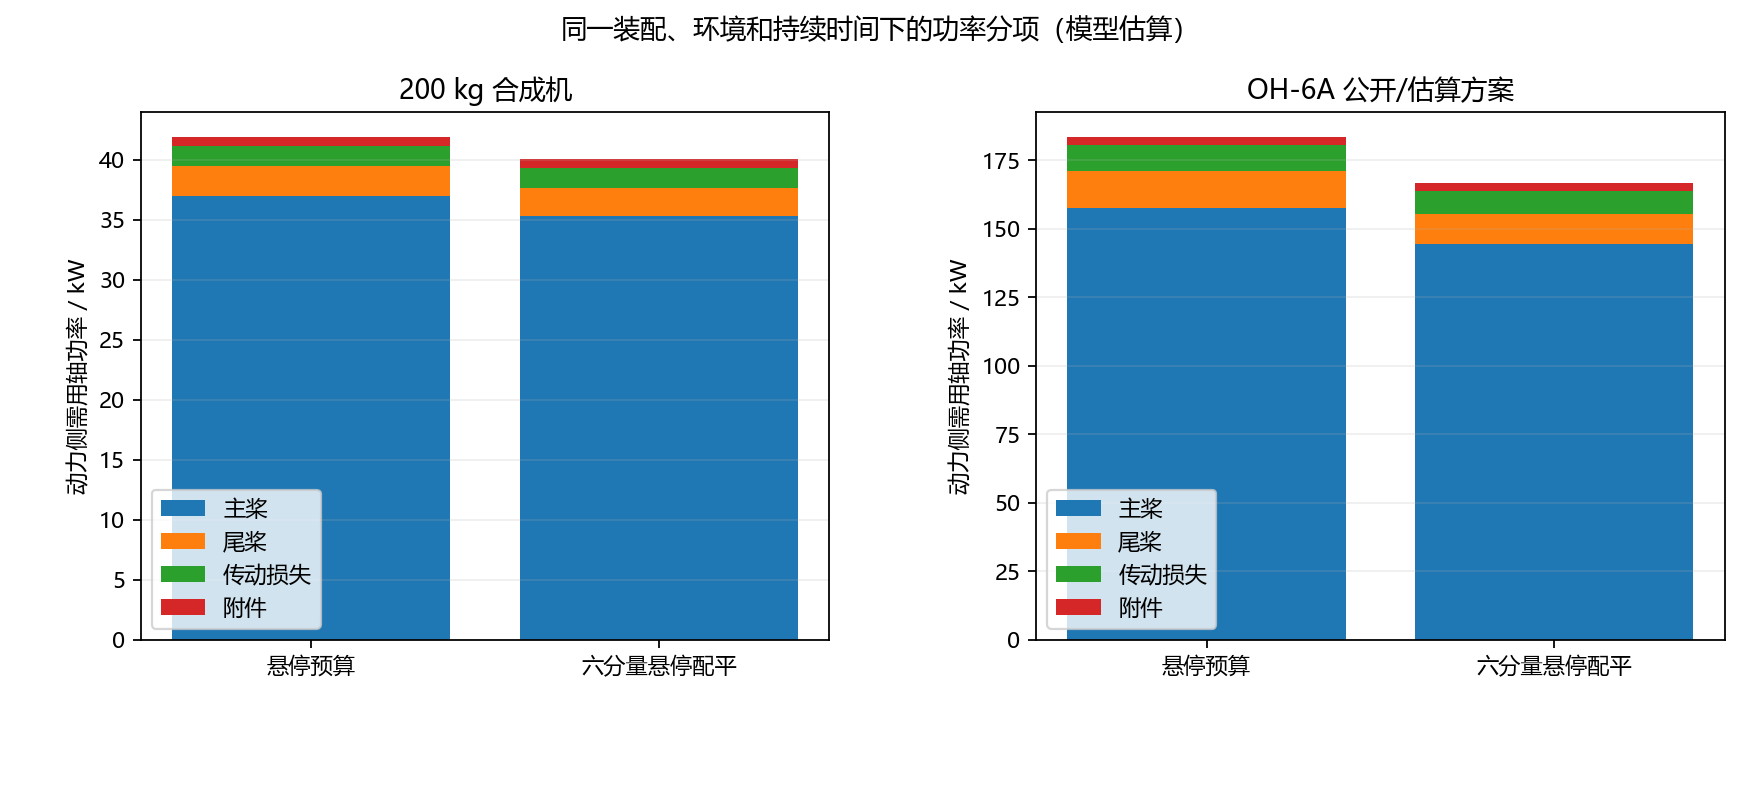 同一装配、环境和持续时间下的功率分项（模型估算）
200 kg 合成机
动力侧需用轴功率 / kW
40
35
30
25
20
15
10
5
0
主桨
尾桨
传动损失
附件
悬停预算
六分量悬停配平
OH-6A 公开/估算方案
动力侧需用轴功率 / kW
175
150
125
100
75
50
25
0
主桨
尾桨
传动损失
附件
悬停预算
六分量悬停配平